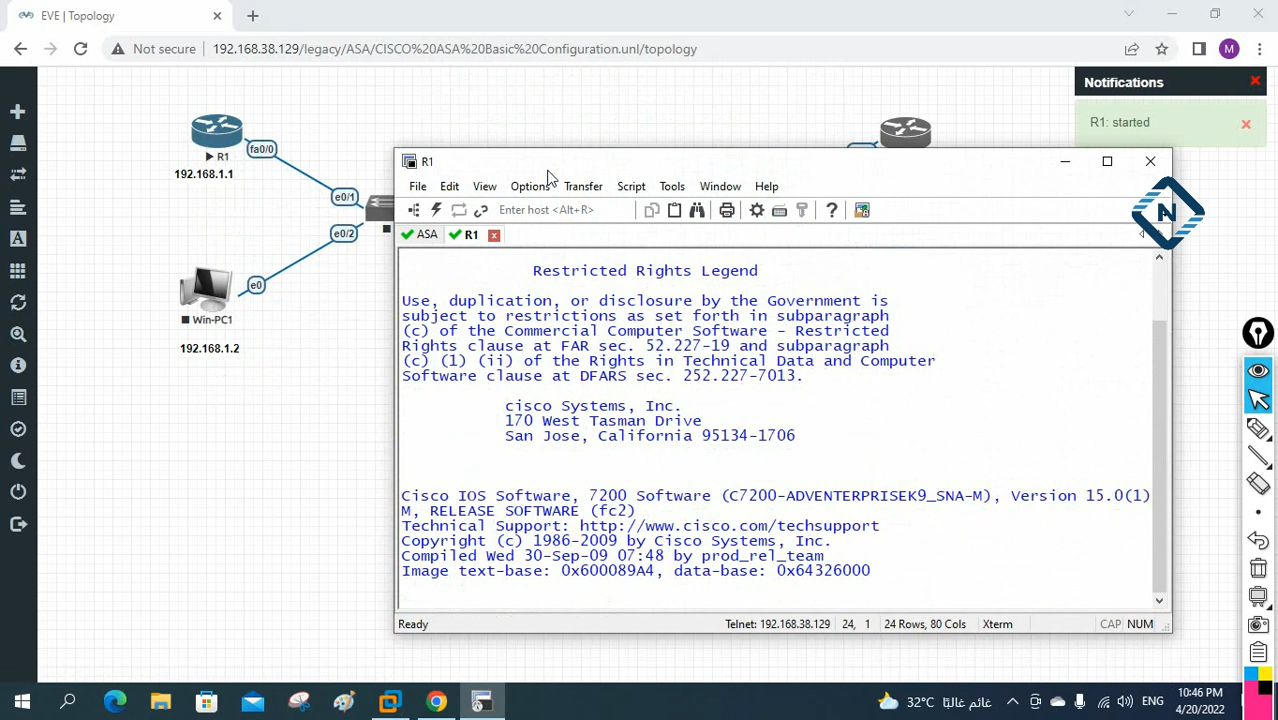 EVE | Topology
Not secure
192.168.38.129/legacy/ASA/CISCO%20ASA%20Basic%20Configuration.unl/topology
M
Notifications
R1: started
R1
192.168.1.1
fa0/0
e0/1
e0/2
e0
Win-PC1
192.168.1.2
R1
File Edit View Options Transfer Script Tools Window Help
Enter host <Alt+R>
ASA
R1
N
Restricted Rights Legend
Use, duplication, or disclosure by the Government is
subject to restrictions as set forth in subparagraph
(c) of the Commercial Computer Software - Restricted
Rights clause at FAR sec. 52.227-19 and subparagraph
(c) (1) (ii) of the Rights in Technical Data and Computer
Software clause at DFARS sec. 252.227-7013.
cisco Systems, Inc.
170 West Tasman Drive
San Jose, California 95134-1706
Cisco IOS Software, 7200 Software (C7200-ADVENTERPRISEK9_SNA-M), Version 15.0(1)
M, RELEASE SOFTWARE (fc2)
Technical Support: http://www.cisco.com/techsupport
Copyright (c) 1986-2009 by Cisco Systems, Inc.
Compiled Wed 30-Sep-09 07:48 by prod_rel_team
Image text-base: 0x600089A4, data-base: 0x64326000
Ready
Telnet: 192.168.38.129
24, 1
24 Rows, 80 Cols
Xterm
CAP NUM
32°C غائم غالبًا
ENG
10:46 PM
4/20/2022